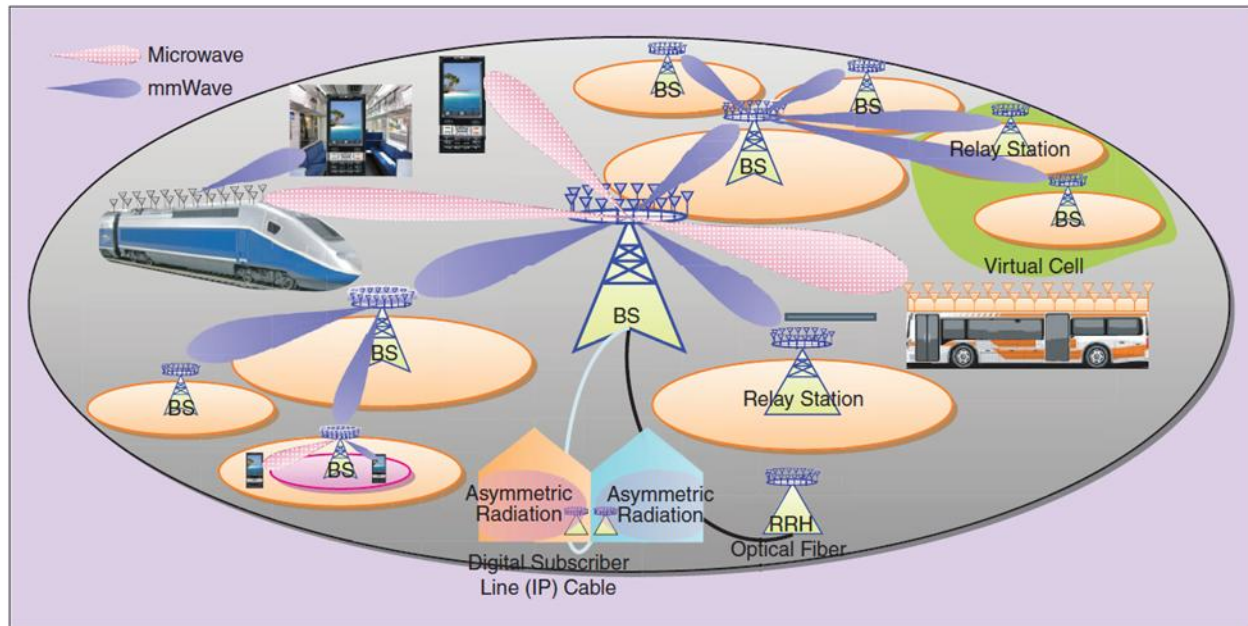 Microwave
mmWave
BS
BS
BS
Relay Station
BS
Virtual Cell
BS
BS
BS
Relay Station
BS
Asymmetric
Radiation
Asymmetric
Radiation
RRH
Optical Fiber
Digital Subscriber
Line (IP) Cable